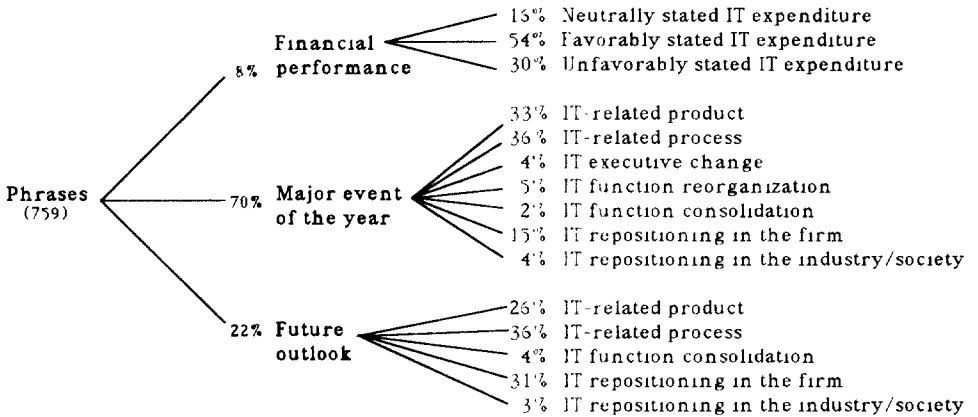 16% Neutrally stated IT expenditure
Financial performance
54% Favorably stated IT expenditure
8%
30% Unfavorably stated IT expenditure
33% IT-related product
36% IT-related process
4% IT executive change
Phrases (759)
70% Major event of the year
5% IT function reorganization
2% IT function consolidation
15% IT repositioning in the firm
4% IT repositioning in the industry/society
26% IT-related product
22% Future outlook
36% IT-related process
4% IT function consolidation
31% IT repositioning in the firm
3% IT repositioning in the industry/society